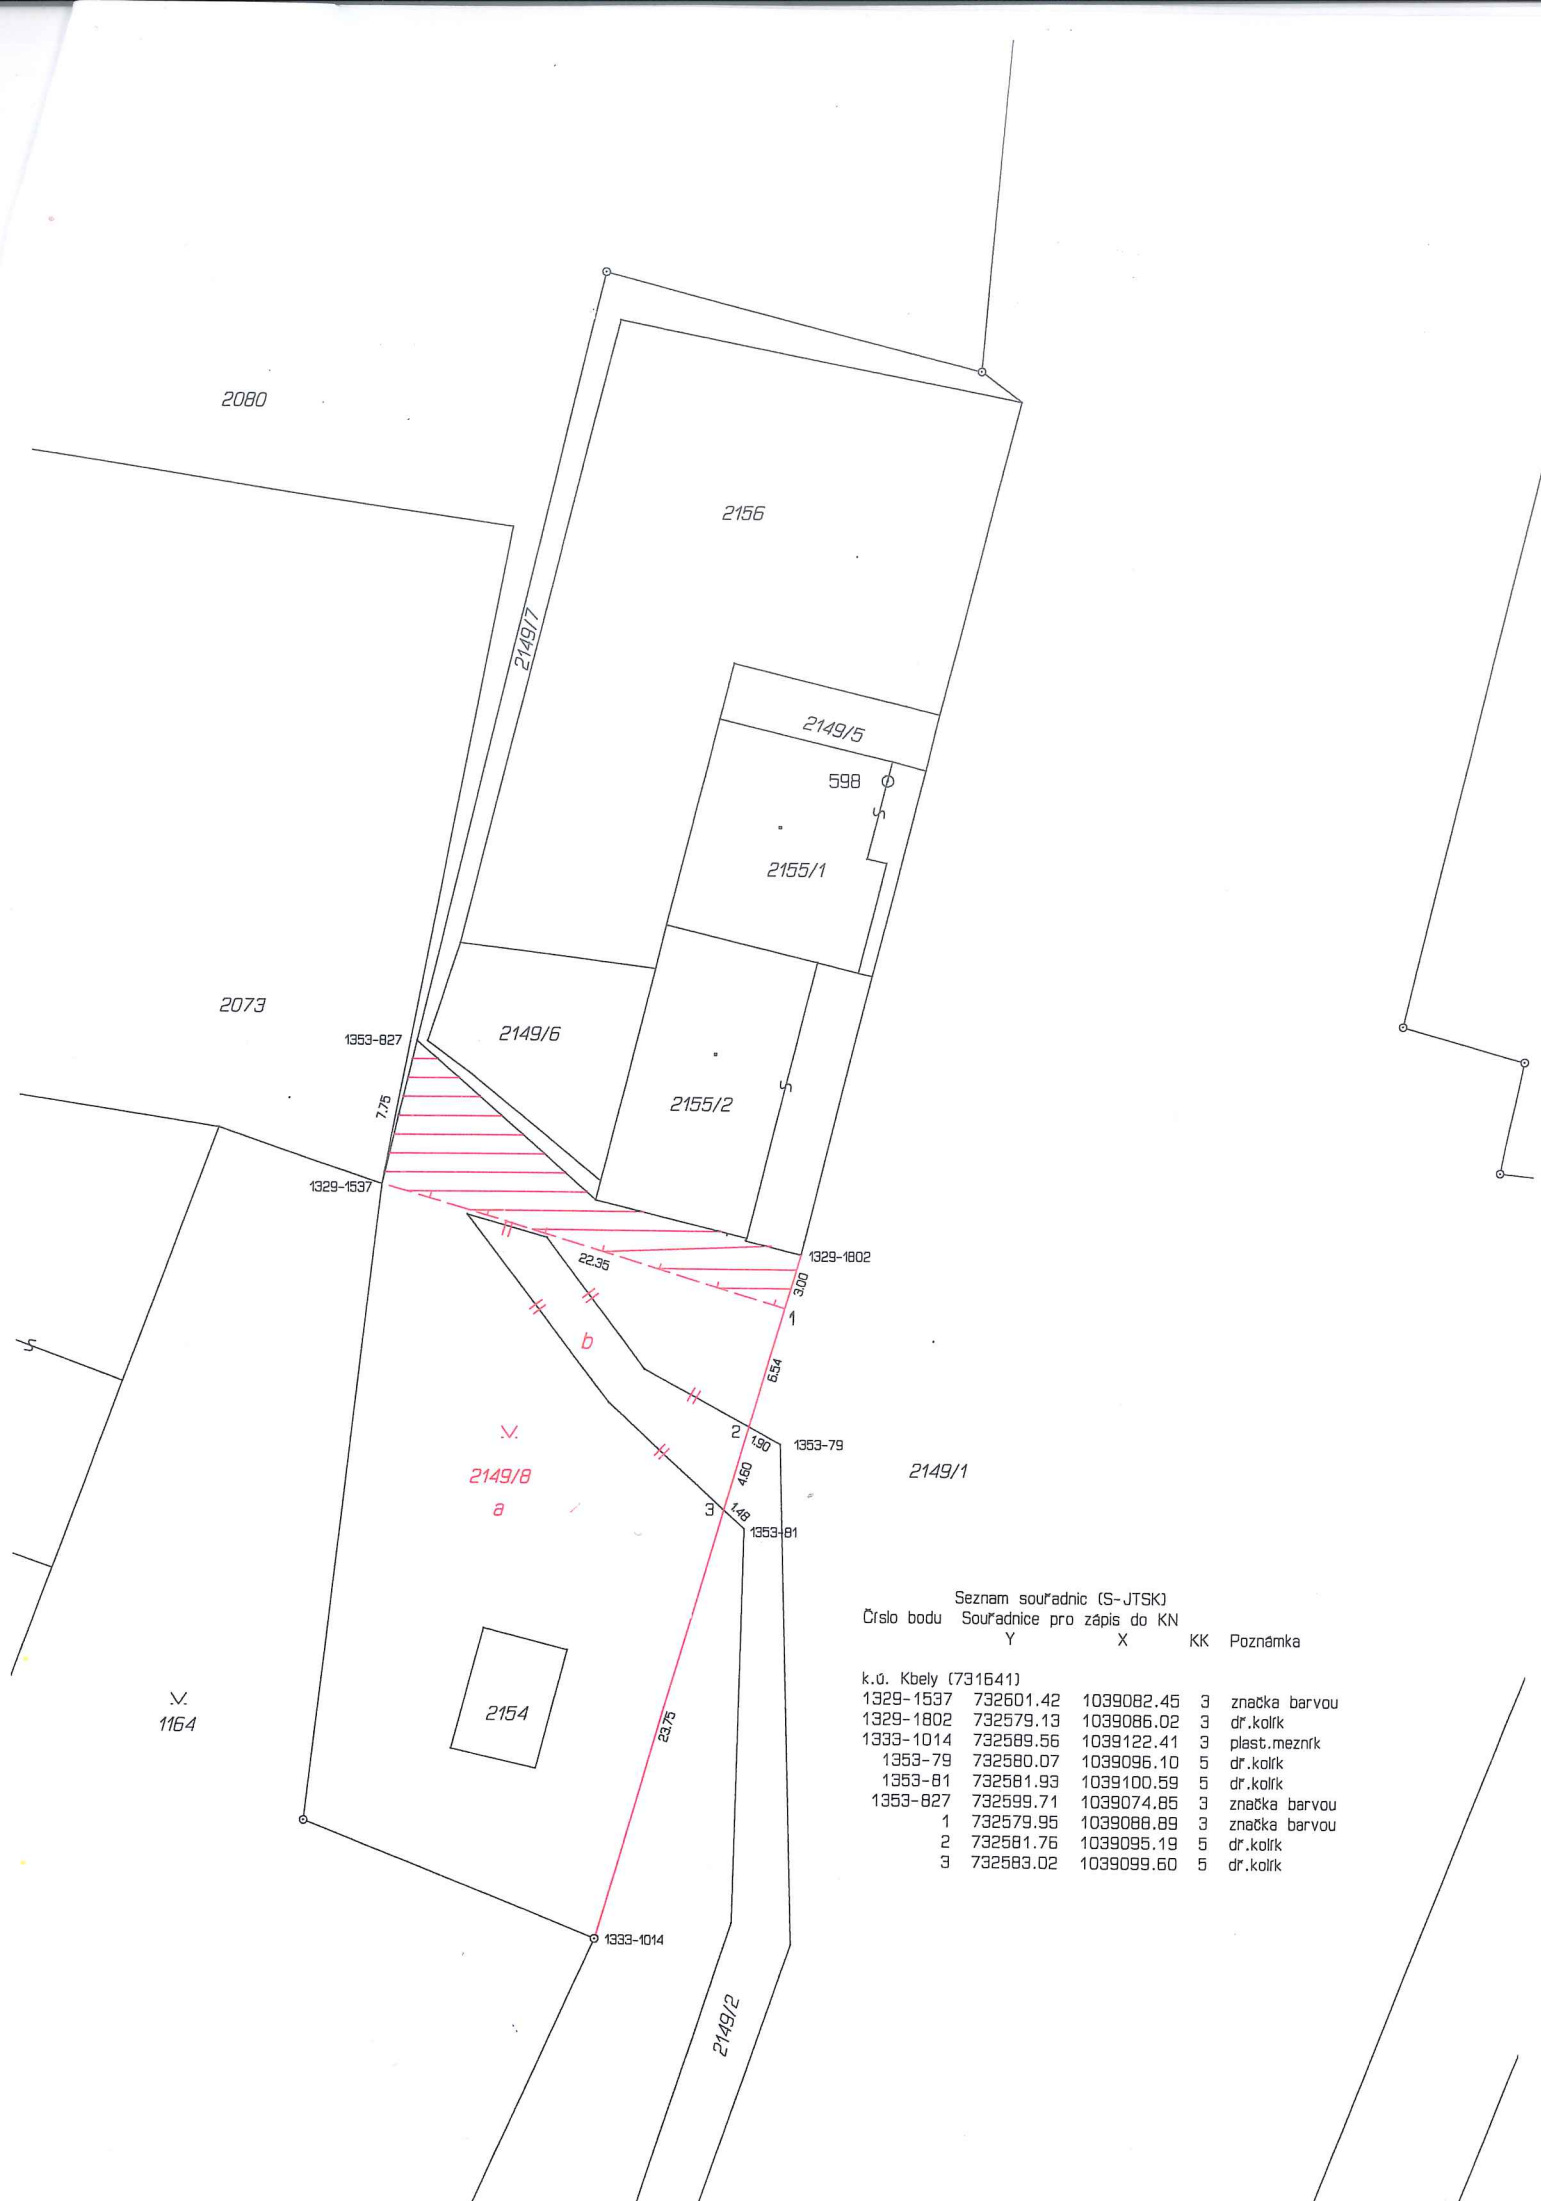 2080
2156
2149/7
2149/5
598
2155/1
2073
1353-827
2149/6
7.75
2155/2
1329-1537
22.35
1329-1802
3.00
1
b
6.54
2
1.90
1353-79
2149/1
4.60
2149/8
a
3
1.48
1353-81
Seznam souřadnic (S-JTSK)
Číslo bodu Souřadnice pro zápis do KN
Y X KK Poznámka
k.ú. Kbely (731641)
1329-1537 732601.42 1039082.45 3 značka barvou
1329-1802 732579.13 1039086.02 3 dř.kolík
1333-1014 732589.56 1039122.41 3 plast.mezník
1353-79 732580.07 1039096.10 5 dř.kolík
1353-81 732581.93 1039100.59 5 dř.kolík
1353-827 732599.71 1039074.85 3 značka barvou
1 732579.95 1039088.89 3 značka barvou
2 732581.76 1039095.19 5 dř.kolík
3 732583.02 1039099.60 5 dř.kolík
1164
2154
23.75
1333-1014
2149/2